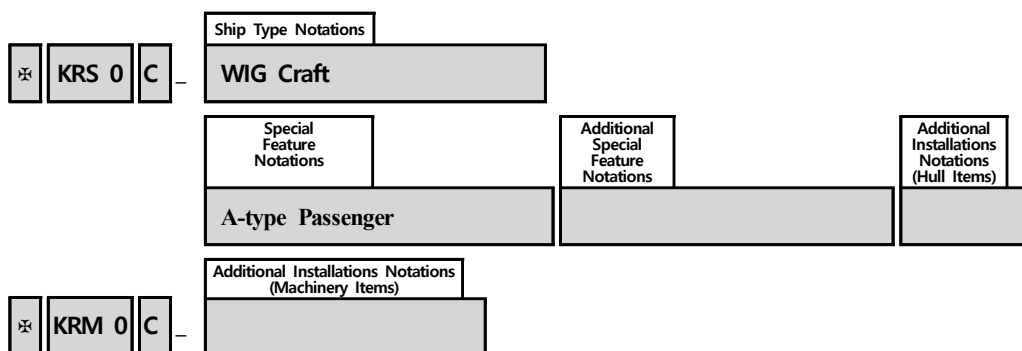 Ship Type Notations
✠ KRS 0 C _ WIG Craft
Special
Feature
Notations
Additional
Special
Feature
Notations
Additional
Installations
Notations
(Hull Items)
A-type Passenger
Additional Installations Notations
(Machinery Items)
✠ KRM 0 C _